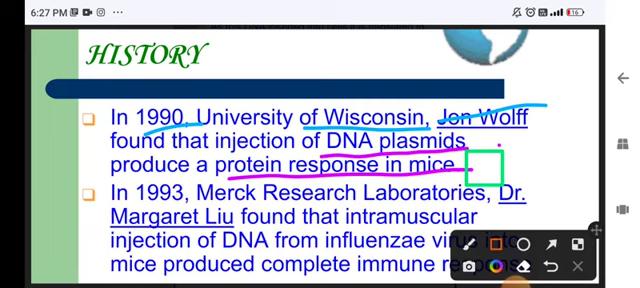 6:27 PM
16
HISTORY
In 1990, University of Wisconsin, Jon Wolff
found that injection of DNA plasmids
produce a protein response in mice
In 1993, Merck Research Laboratories, Dr.
Margaret Liu found that intramuscular
injection of DNA from influenzae virus into
mice produced complete immune response